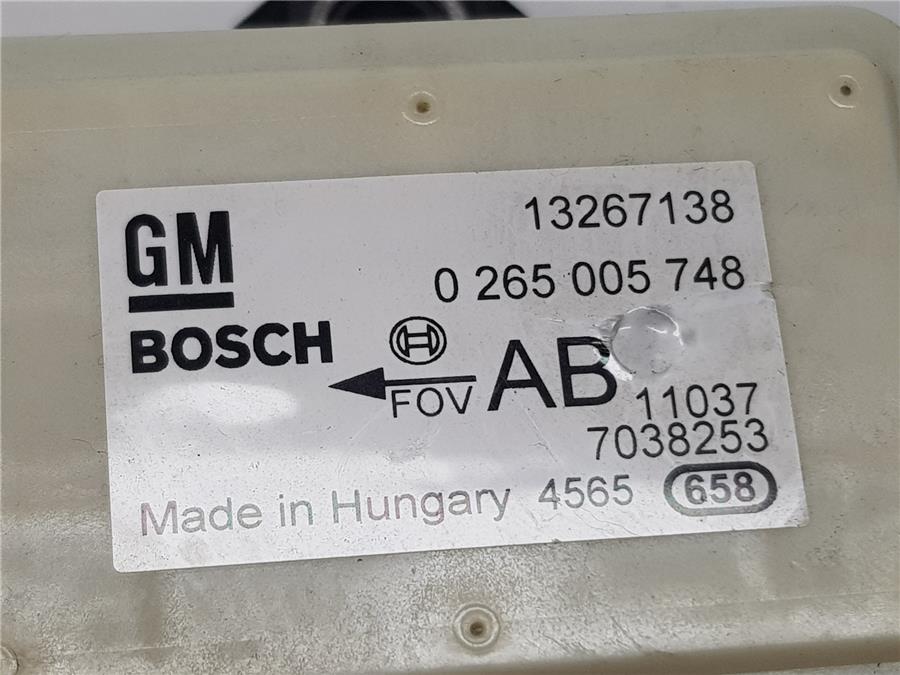 GM 13267138
0 265 005 748
BOSCH
FOV AB 11037
7038253
Made in Hungary 4565 658